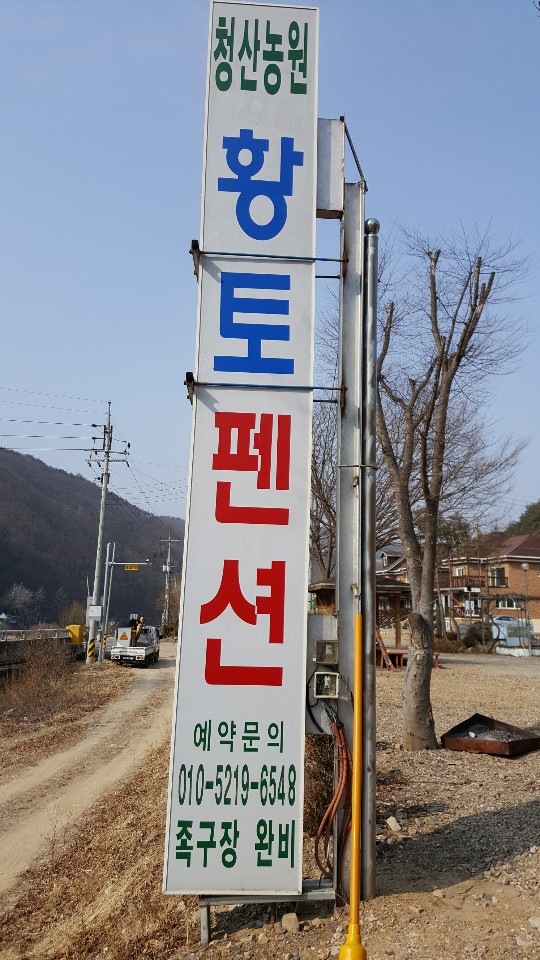 청산농원
황
토
펜
션
예약문의
010-5219-6548
족구장 완비